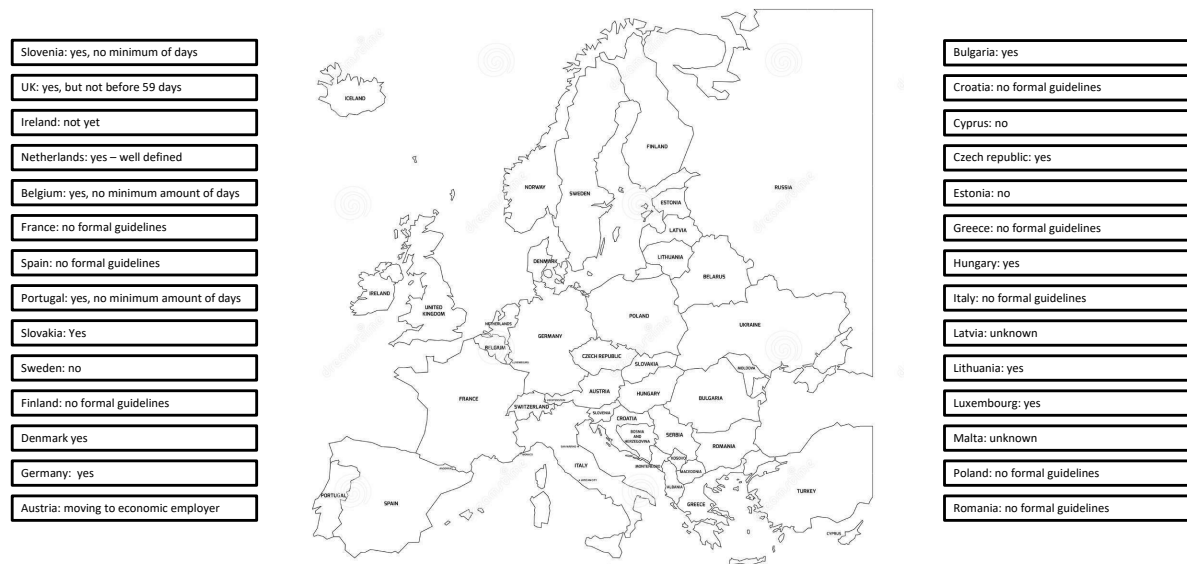 Slovenia: yes, no minimum of days
UK: yes, but not before 59 days
Ireland: not yet
Netherlands: yes – well defined
Belgium: yes, no minimum amount of days
France: no formal guidelines
Spain: no formal guidelines
Portugal: yes, no minimum amount of days
Slovakia: Yes
Sweden: no
Finland: no formal guidelines
Denmark yes
Germany: yes
Austria: moving to economic employer
ICELAND
NORWAY
SWEDEN
FINLAND
RUSSIA
ESTONIA
LATVIA
LITHUANIA
DENMARK
BELARUS
IRELAND
UNITED
KINGDOM
NETHERLANDS
BELGIUM
GERMANY
POLAND
UKRAINE
CZECH REPUBLIC
SLOVAKIA
MOLDOVA
FRANCE
SWITZERLAND
AUSTRIA
HUNGARY
BULGARIA
SLOVENIA
CROATIA
BOSNIA
AND
HERZEGOVINA
SERBIA
ROMANIA
ITALY
MONTENEGRO
KOSOVO
MACEDONIA
ALBANIA
GREECE
TURKEY
CYPRUS
PORTUGAL
SPAIN
Bulgaria: yes
Croatia: no formal guidelines
Cyprus: no
Czech republic: yes
Estonia: no
Greece: no formal guidelines
Hungary: yes
Italy: no formal guidelines
Latvia: unknown
Lithuania: yes
Luxembourg: yes
Malta: unknown
Poland: no formal guidelines
Romania: no formal guidelines